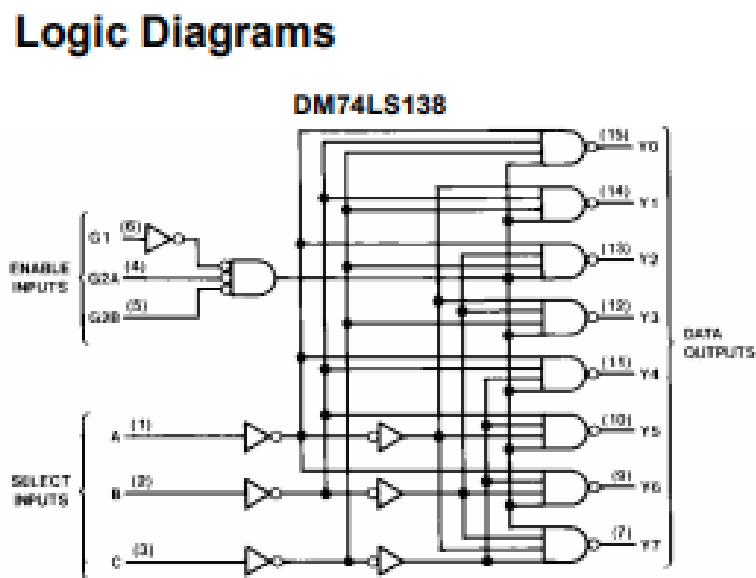 Logic Diagrams
DM74LS138
(15) Y0
(14) Y1
G1 (6)
(13) Y2
ENABLE INPUTS
G2A (4)
G2B (5)
(12) Y3
DATA OUTPUTS
(11) Y4
A (1)
(10) Y5
SELECT INPUTS
B (2)
(9) Y6
C (3)
(7) Y7